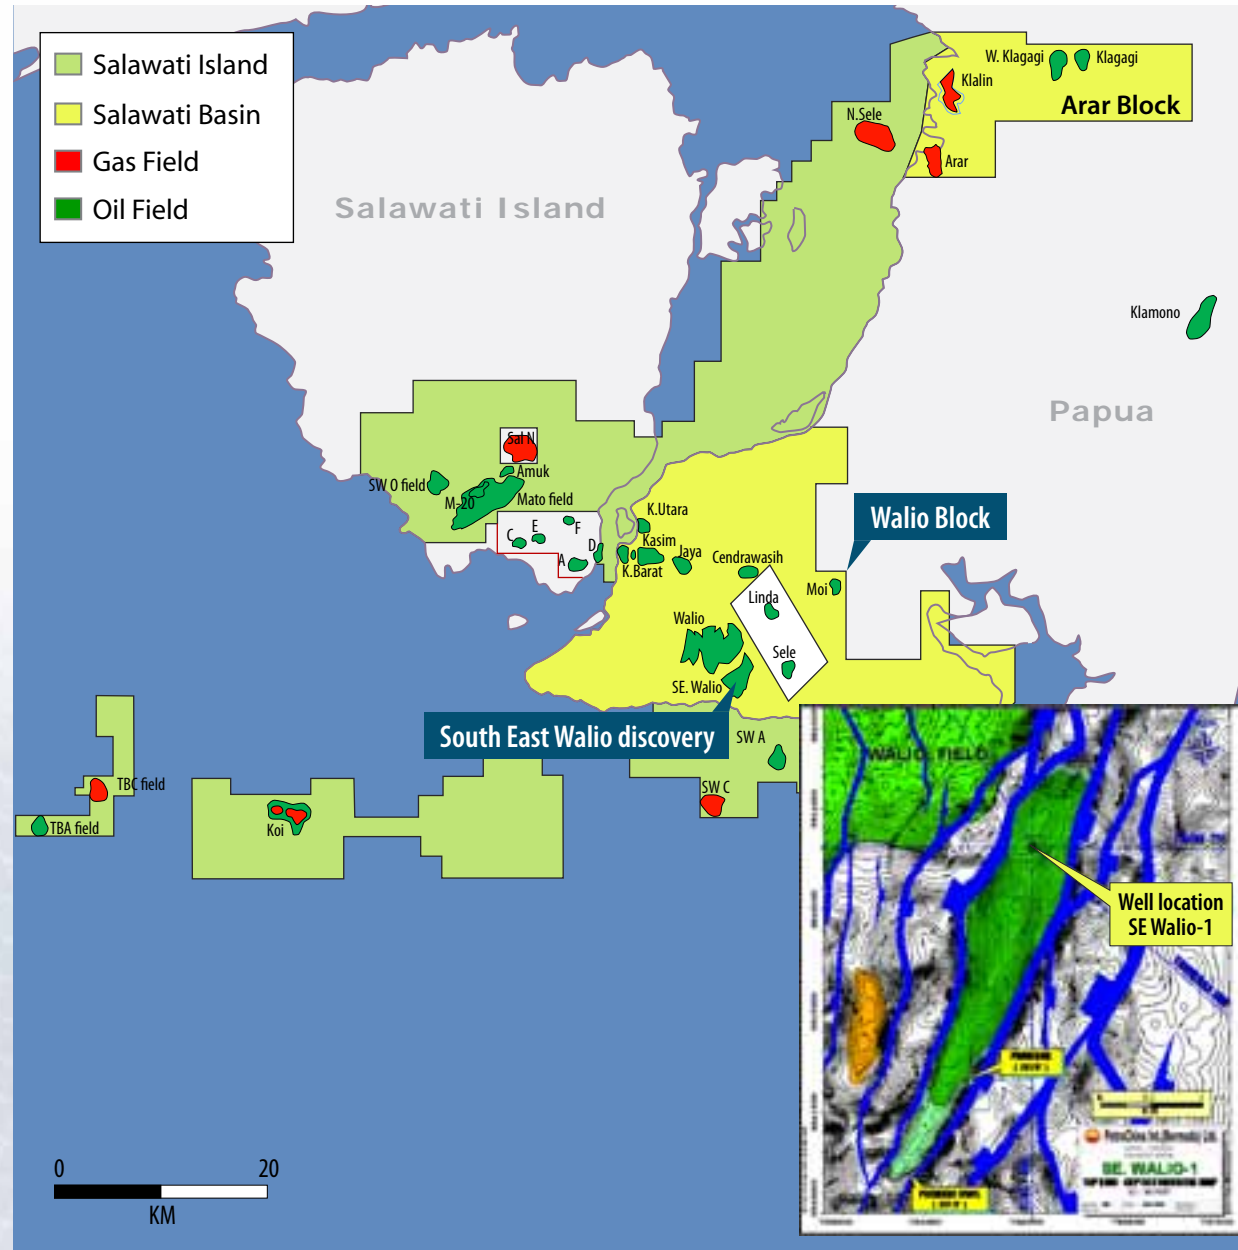 Salawati Island
Salawati Basin
Gas Field
Oil Field
W. Klagagi
Klagagi
Klalin
Arar Block
N.Sele
Arar
Salawati Island
Klamono
Papua
Sal N
Amuk
SW O field
M-20
Mato field
K.Utara
C
E
F
A
D
Kasim
K.Barat
Jaya
Cendrawasih
Walio Block
Moi
Linda
Walio
Sele
SE. Walio
South East Walio discovery
SW A
SW C
TBC field
TBA field
Koi
WALIO FIELD
Well location
SE Walio-1
SE. WALIO-1
0
20
KM